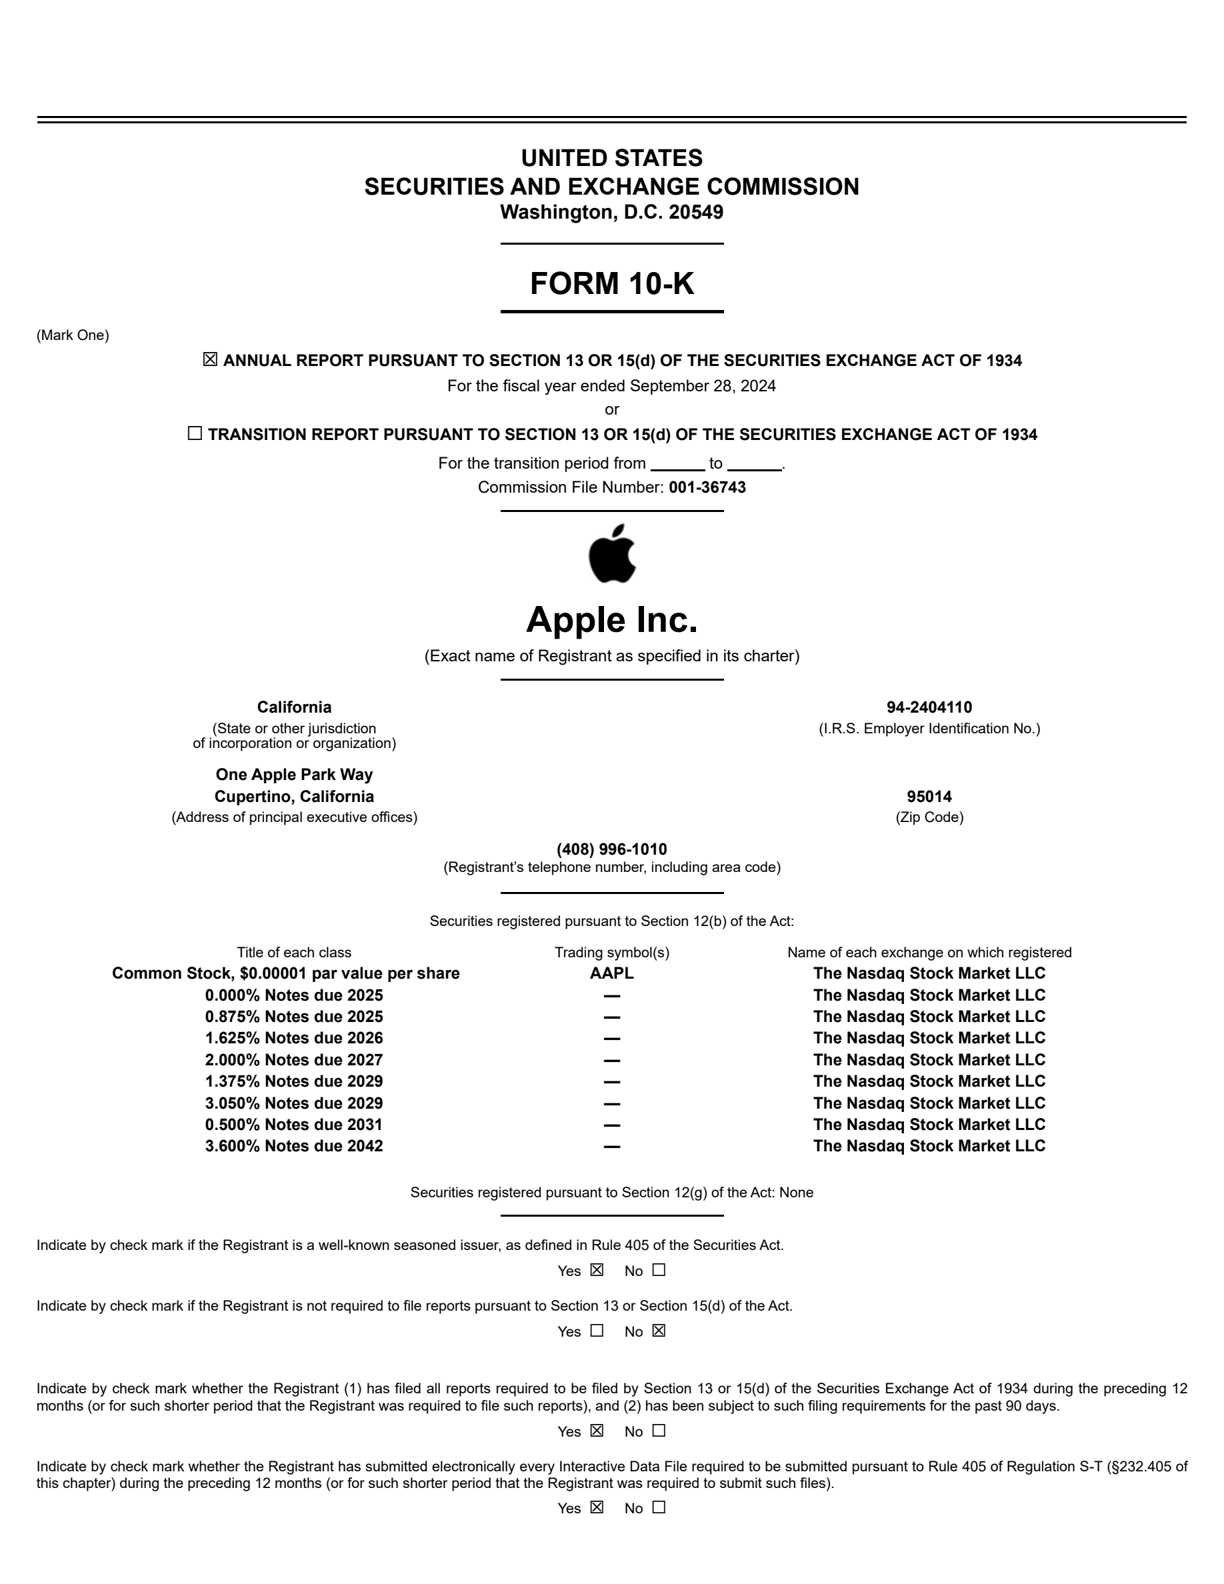 UNITED STATES
SECURITIES AND EXCHANGE COMMISSION
Washington, D.C. 20549
FORM 10-K
(Mark One)
☒ ANNUAL REPORT PURSUANT TO SECTION 13 OR 15(d) OF THE SECURITIES EXCHANGE ACT OF 1934
For the fiscal year ended September 28, 2024
or
☐ TRANSITION REPORT PURSUANT TO SECTION 13 OR 15(d) OF THE SECURITIES EXCHANGE ACT OF 1934
For the transition period from ______ to ______.
Commission File Number: 001-36743
Apple Inc.
(Exact name of Registrant as specified in its charter)
California 94-2404110
(State or other jurisdiction (I.R.S. Employer Identification No.)
of incorporation or organization)
One Apple Park Way
Cupertino, California 95014
(Address of principal executive offices) (Zip Code)
(408) 996-1010
(Registrant’s telephone number, including area code)
Securities registered pursuant to Section 12(b) of the Act:
Title of each class Trading symbol(s) Name of each exchange on which registered
Common Stock, $0.00001 par value per share AAPL The Nasdaq Stock Market LLC
0.000% Notes due 2025 — The Nasdaq Stock Market LLC
0.875% Notes due 2025 — The Nasdaq Stock Market LLC
1.625% Notes due 2026 — The Nasdaq Stock Market LLC
2.000% Notes due 2027 — The Nasdaq Stock Market LLC
1.375% Notes due 2029 — The Nasdaq Stock Market LLC
3.050% Notes due 2029 — The Nasdaq Stock Market LLC
0.500% Notes due 2031 — The Nasdaq Stock Market LLC
3.600% Notes due 2042 — The Nasdaq Stock Market LLC
Securities registered pursuant to Section 12(g) of the Act: None
Indicate by check mark if the Registrant is a well-known seasoned issuer, as defined in Rule 405 of the Securities Act.
Yes ☒ No ☐
Indicate by check mark if the Registrant is not required to file reports pursuant to Section 13 or Section 15(d) of the Act.
Yes ☐ No ☒
Indicate by check mark whether the Registrant (1) has filed all reports required to be filed by Section 13 or 15(d) of the Securities Exchange Act of 1934 during the preceding 12
months (or for such shorter period that the Registrant was required to file such reports), and (2) has been subject to such filing requirements for the past 90 days.
Yes ☒ No ☐
Indicate by check mark whether the Registrant has submitted electronically every Interactive Data File required to be submitted pursuant to Rule 405 of Regulation S-T (§232.405 of
this chapter) during the preceding 12 months (or for such shorter period that the Registrant was required to submit such files).
Yes ☒ No ☐